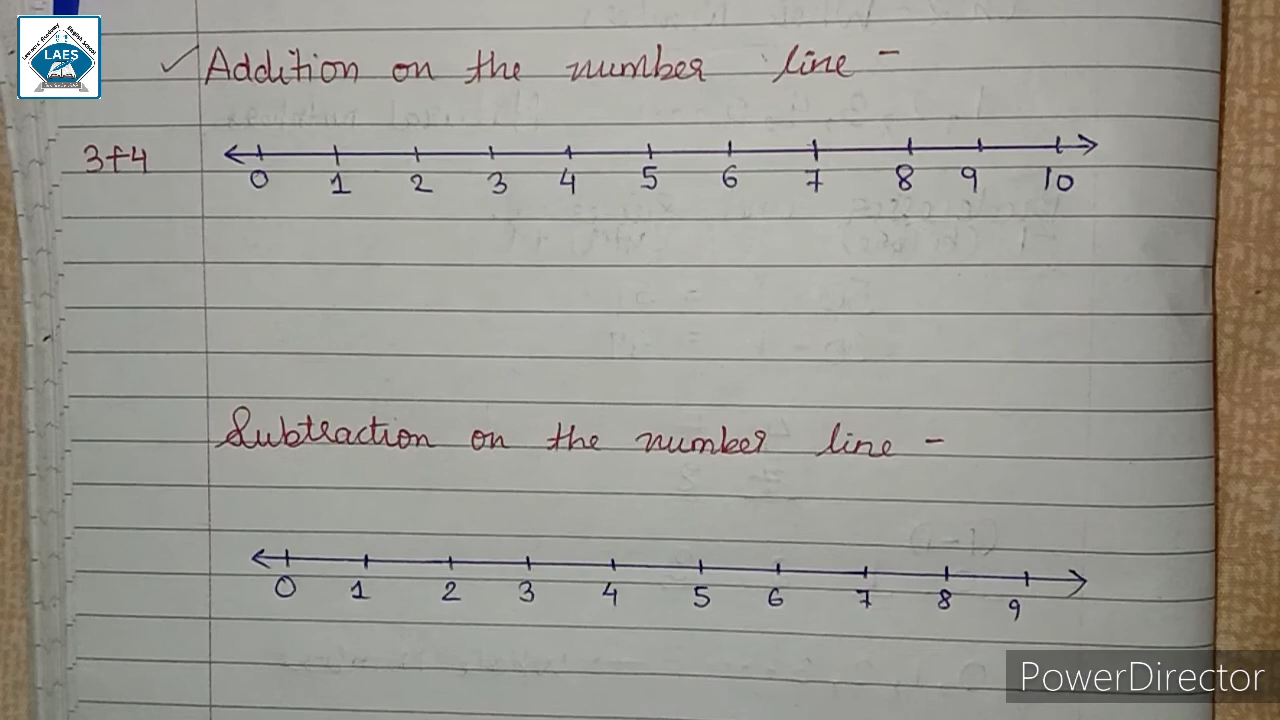 LAES
✓Addition on the number line -
3+4
0 1 2 3 4 5 6 7 8 9 10
Subtraction on the number line -
0 1 2 3 4 5 6 7 8 9
PowerDirector